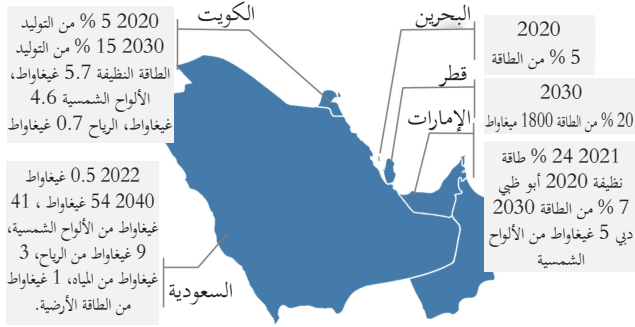 الكويت
2020 5 % من التوليد
2030 15 % من التوليد
الطاقة النظيفة 5.7 غيغاواط،
الألواح الشمسية 4.6
غيغاواط، الرياح 0.7 غيغاواط
البحرين
2020
5 % من الطاقة
قطر
2030
20 % من الطاقة 1800 ميغاواط
الإمارات
2021 24 % طاقة
نظيفة 2020 أبو ظبي
7 % من الطاقة 2030
دبي 5 غيغاواط من الألواح
الشمسية
السعودية
2022 0.5 غيغاواط
2040 54 غيغاواط ، 41
غيغاواط من الألواح الشمسية،
9 غيغاواط من الرياح، 3
غيغاواط من المياه، 1 غيغاواط
من الطاقة الأرضية.